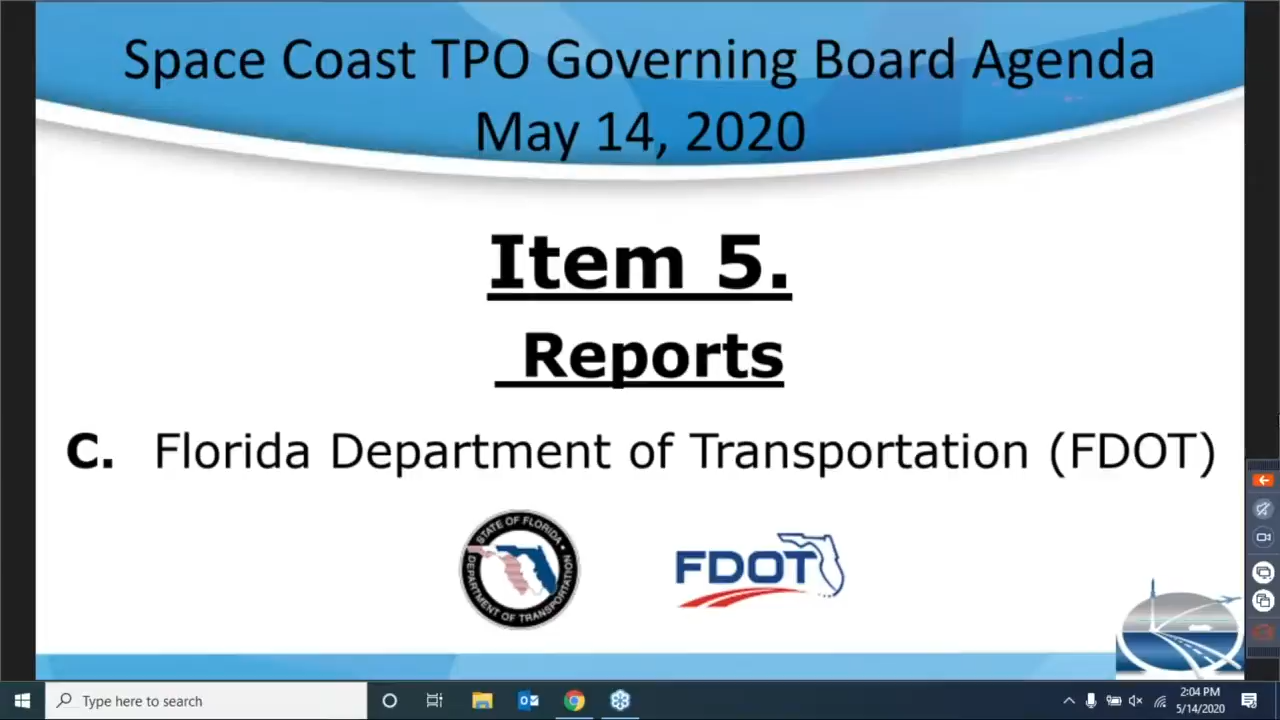 Space Coast TPO Governing Board Agenda
May 14, 2020
Item 5.
Reports
C. Florida Department of Transportation (FDOT)
STATE OF FLORIDA
DEPARTMENT OF TRANSPORTATION
FDOT
Type here to search
2:04 PM
5/14/2020